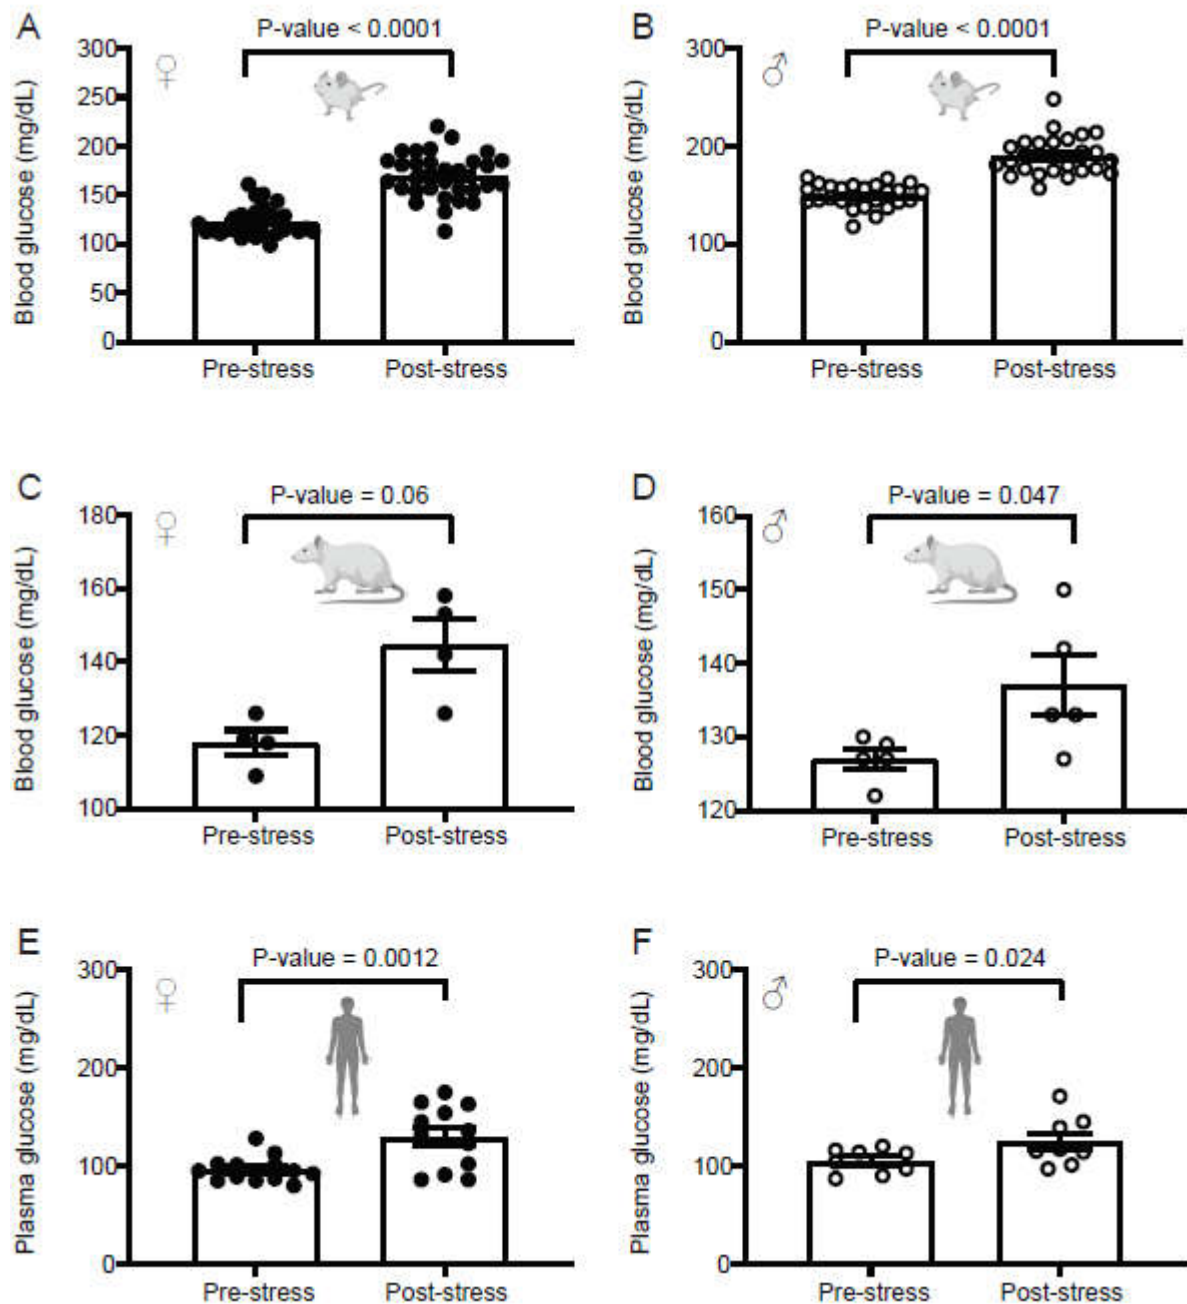 A
P-value < 0.0001
♀
Blood glucose (mg/dL)
300
250
200
150
100
50
0
Pre-stress Post-stress
B
P-value < 0.0001
♂
Blood glucose (mg/dL)
300
200
100
0
Pre-stress Post-stress
C
P-value = 0.06
♀
Blood glucose (mg/dL)
180
160
140
120
100
Pre-stress Post-stress
D
P-value = 0.047
♂
Blood glucose (mg/dL)
160
150
140
130
120
Pre-stress Post-stress
E
P-value = 0.0012
♀
Plasma glucose (mg/dL)
300
200
100
0
Pre-stress Post-stress
F
P-value = 0.024
♂
Plasma glucose (mg/dL)
300
200
100
0
Pre-stress Post-stress